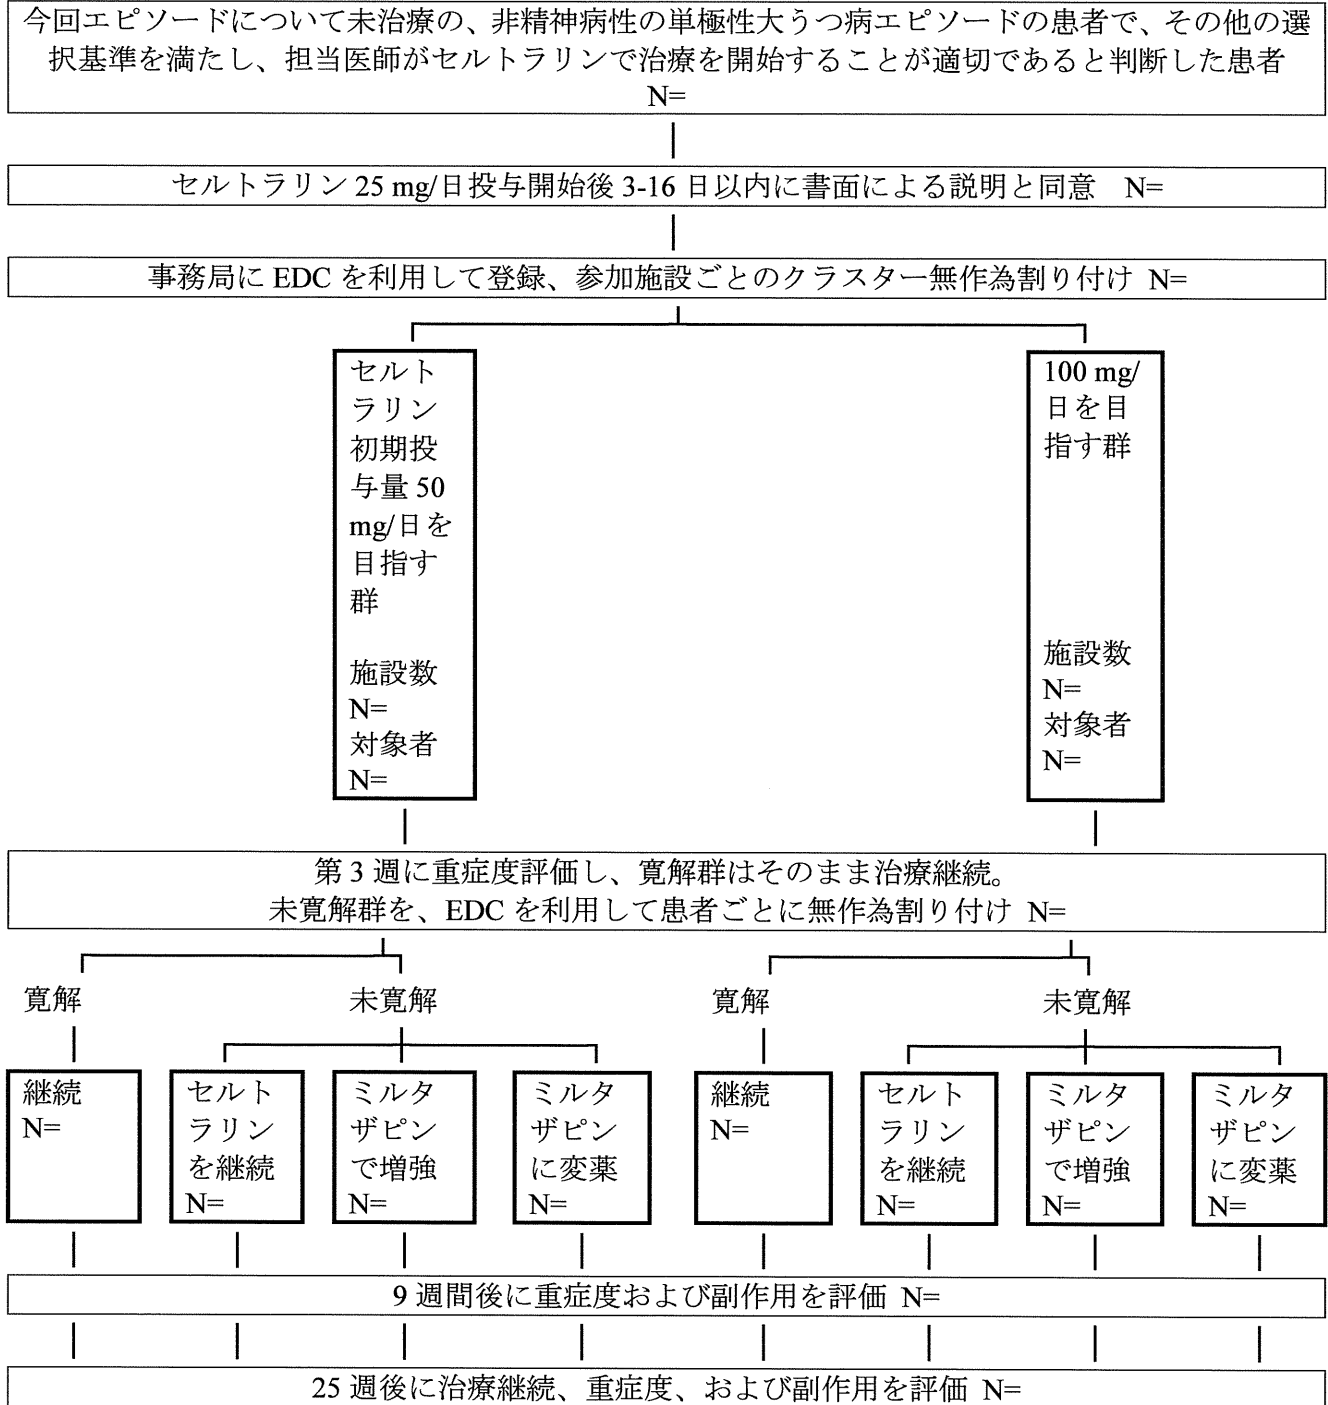 今回エピソードについて未治療の、非精神病性の単極性大うつ病エピソードの患者で、その他の選
択基準を満たし、担当医師がセルトラリンで治療を開始することが適切であると判断した患者
N=
セルトラリン 25 mg/日投与開始後 3-16 日以内に書面による説明と同意 N=
事務局に EDC を利用して登録、参加施設ごとのクラスター無作為割り付け N=
セルト
ラリン
初期投
与量 50
mg/日を
目指す
群
施設数
N=
対象者
N=
100 mg/
日を目
指す群
施設数
N=
対象者
N=
第 3 週に重症度評価し、寛解群はそのまま治療継続。
未寛解群を、EDC を利用して患者ごとに無作為割り付け N=
寛解
未寛解
寛解
未寛解
継続
N=
セルト
ラリン
を継続
N=
ミルタ
ザピン
で増強
N=
ミルタ
ザピン
に変薬
N=
継続
N=
セルト
ラリン
を継続
N=
ミルタ
ザピン
で増強
N=
ミルタ
ザピン
に変薬
N=
9 週間後に重症度および副作用を評価 N=
25 週後に治療継続、重症度、および副作用を評価 N=